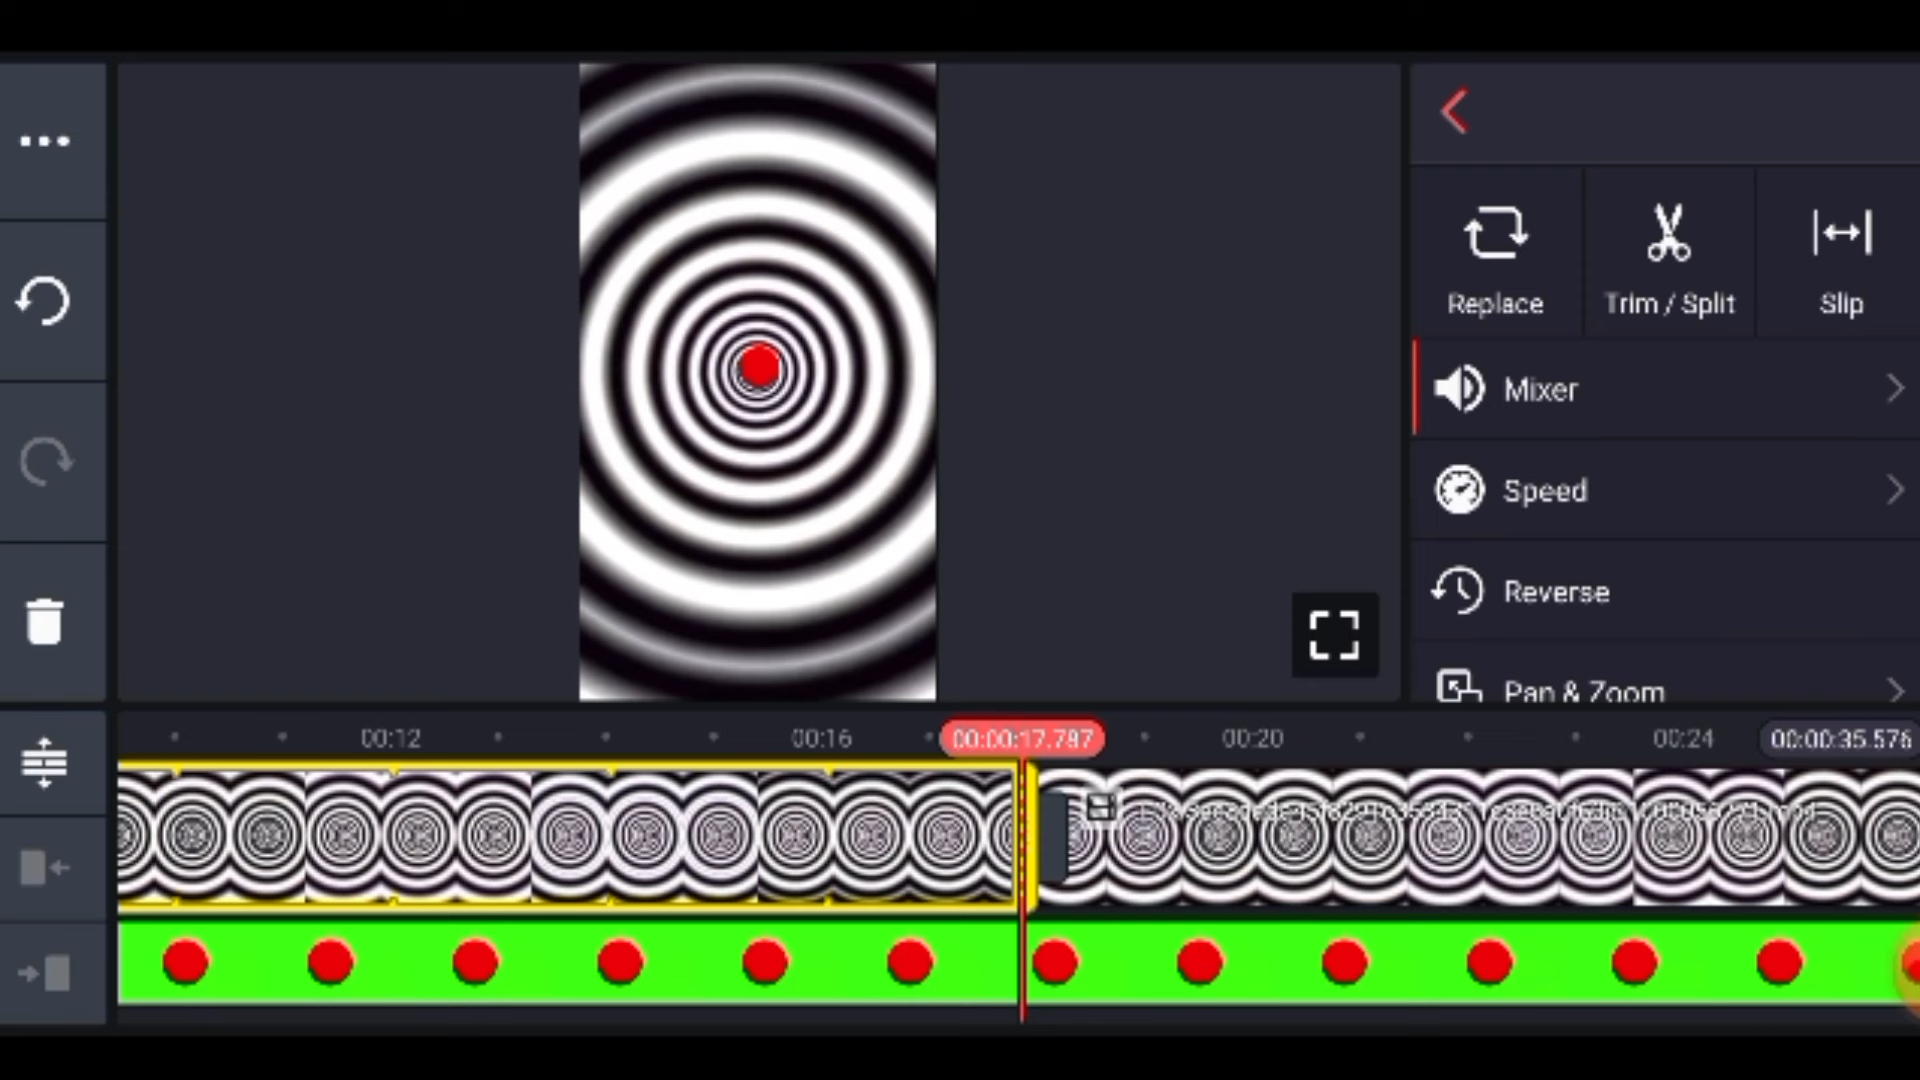 Replace
Trim / Split
Slip
Mixer
Speed
Reverse
Pan & Zoom
00:12
00:16
00:00:17.787
00:20
00:24
00:00:35.576